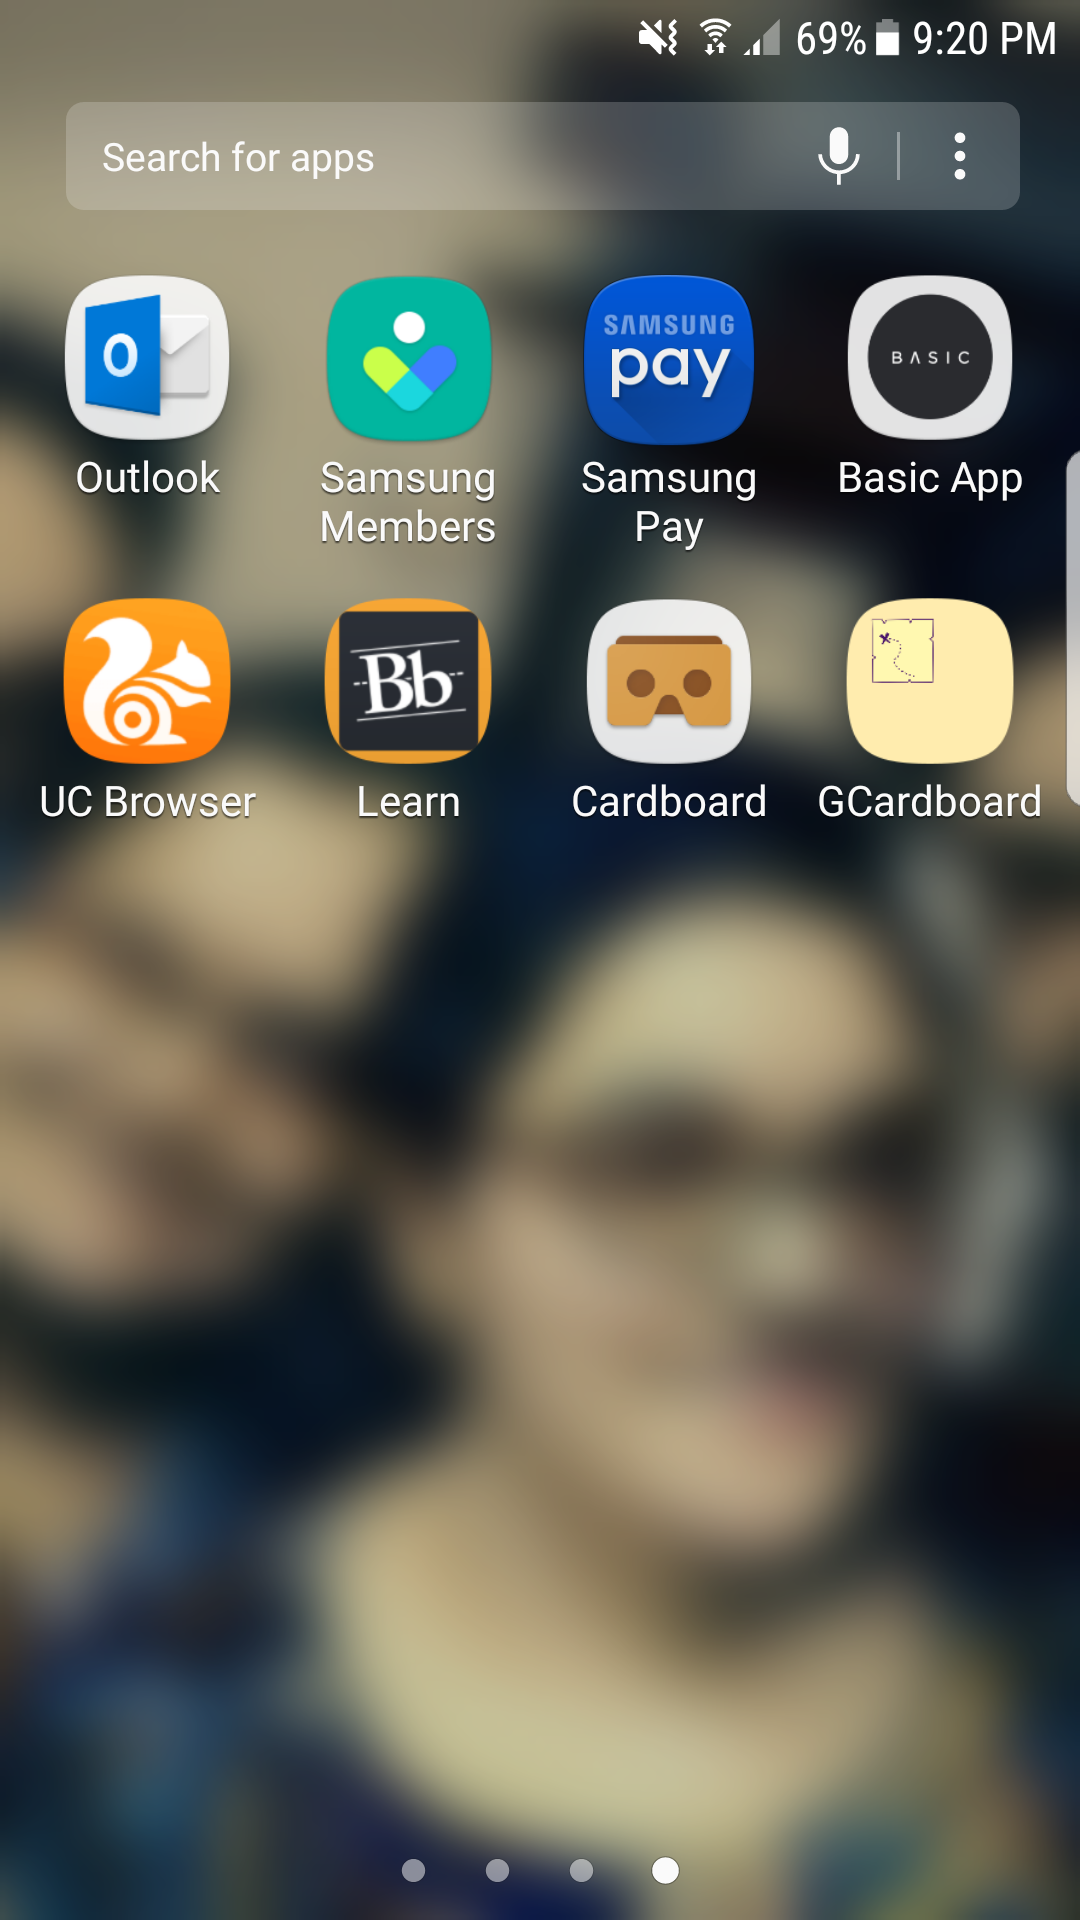 69% 9:20 PM
Search for apps
SAMSUNG
pay
BASIC
Outlook
Samsung
Members
Samsung
Pay
Basic App
Bb
UC Browser
Learn
Cardboard
GCardboard